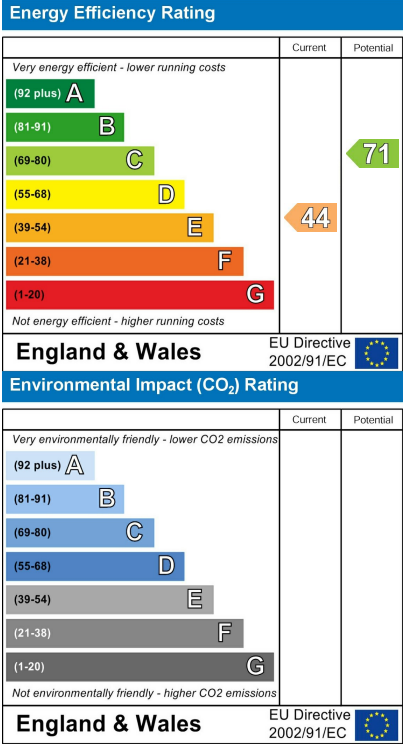 Energy Efficiency Rating
Current Potential
Very energy efficient - lower running costs
(92 plus) A
(81-91) B
(69-80) C
71
(55-68) D
(39-54) E
44
(21-38) F
(1-20) G
Not energy efficient - higher running costs
England & Wales
EU Directive
2002/91/EC
Environmental Impact (CO₂) Rating
Current Potential
Very environmentally friendly - lower CO2 emissions
(92 plus) A
(81-91) B
(69-80) C
(55-68) D
(39-54) E
(21-38) F
(1-20) G
Not environmentally friendly - higher CO2 emissions
England & Wales
EU Directive
2002/91/EC